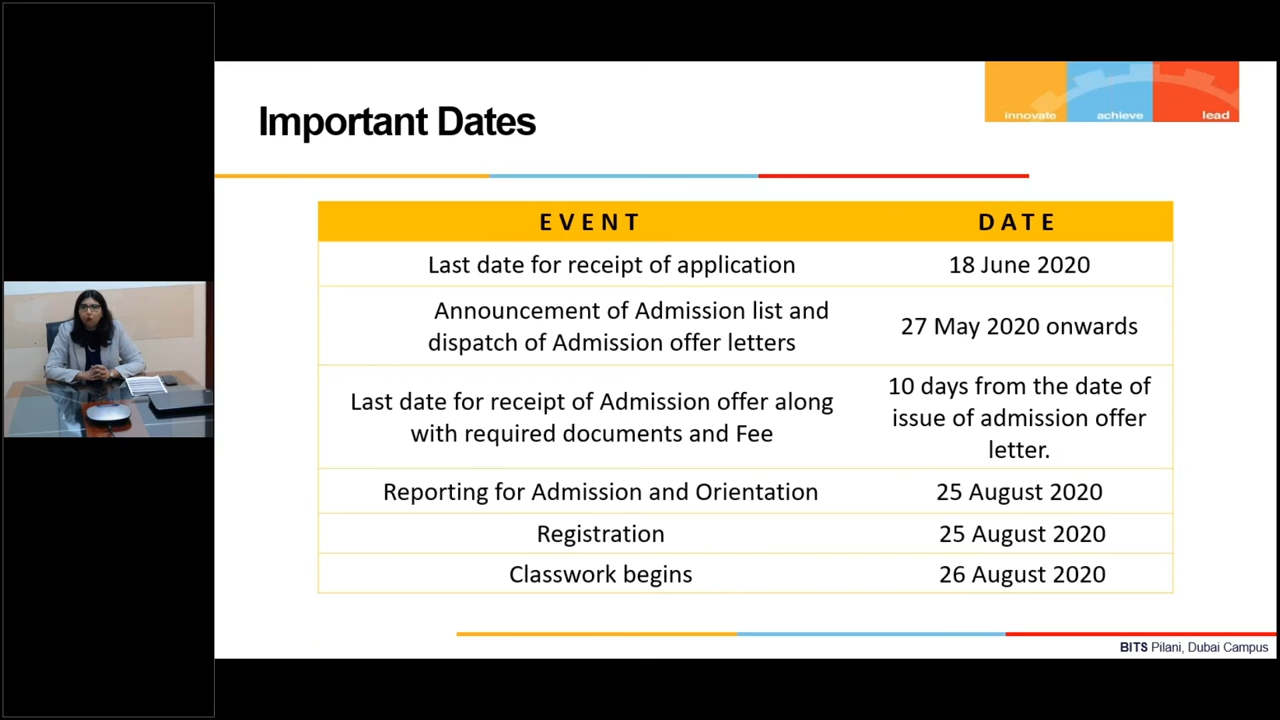 innovate achieve lead
Important Dates
EVENT DATE
Last date for receipt of application 18 June 2020
Announcement of Admission list and
dispatch of Admission offer letters
27 May 2020 onwards
Last date for receipt of Admission offer along
with required documents and Fee
10 days from the date of
issue of admission offer
letter.
Reporting for Admission and Orientation 25 August 2020
Registration 25 August 2020
Classwork begins 26 August 2020
BITS Pilani, Dubai Campus